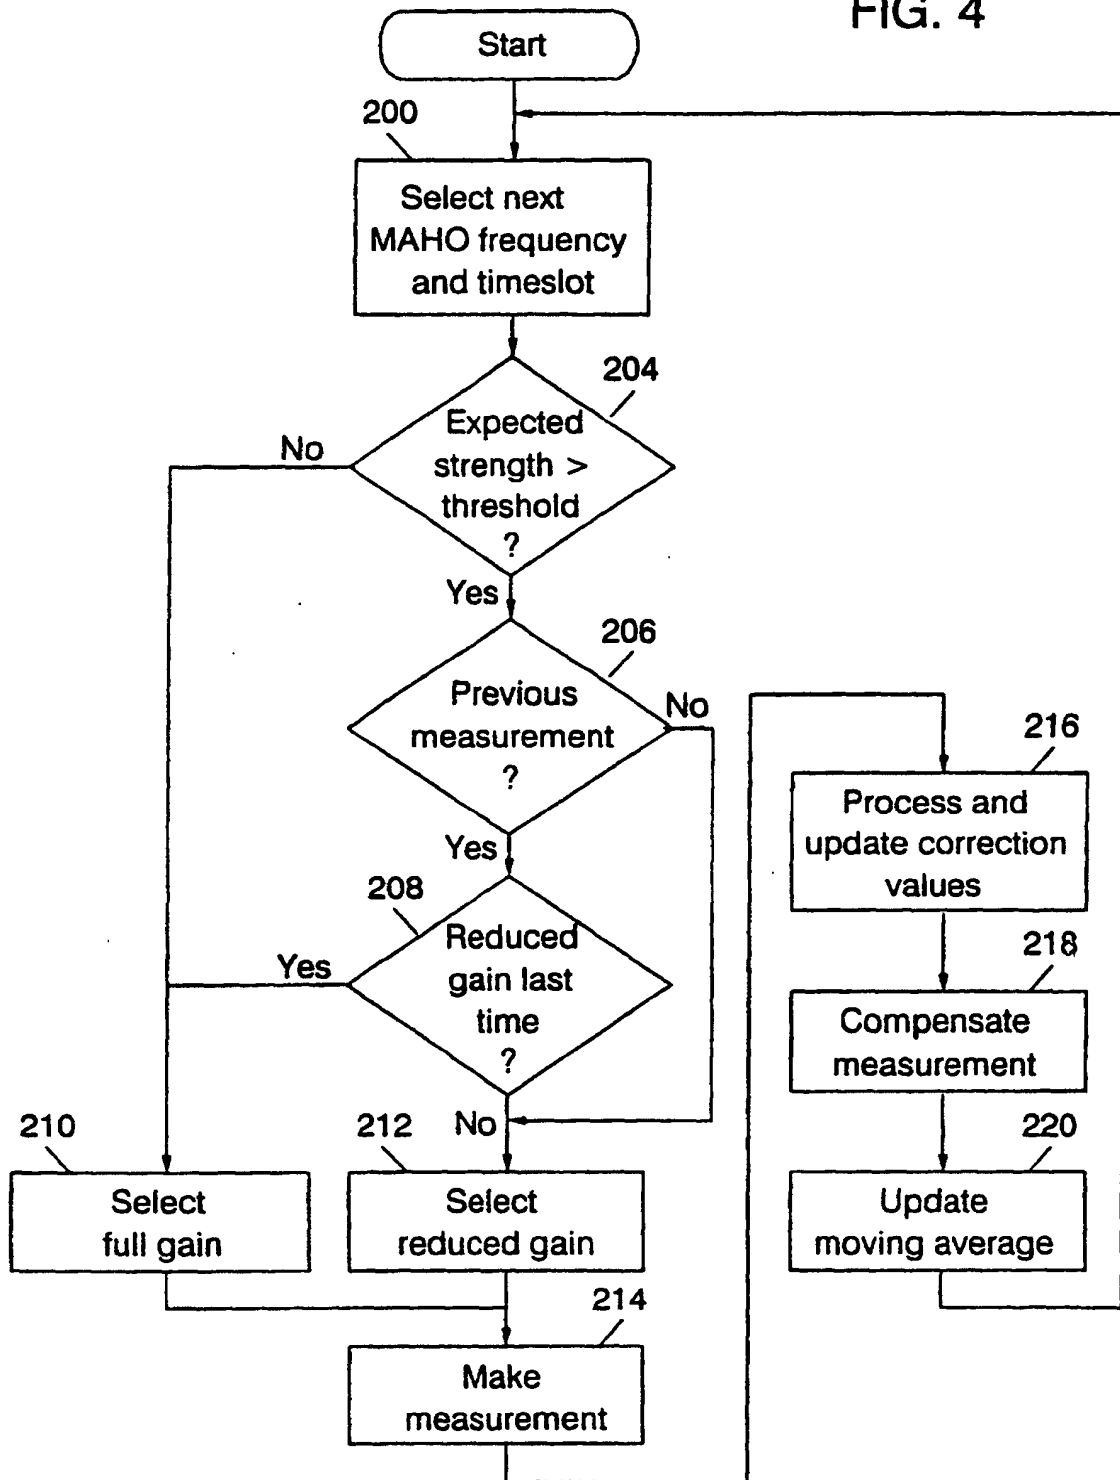 FIG. 4
Start
200
Select next
MAHO frequency
and timeslot
204
Expected
strength >
threshold
?
No
Yes
206
Previous
measurement
?
No
Yes
208
Reduced
gain last
time
?
Yes
No
210
Select
full gain
212
Select
reduced gain
214
Make
measurement
216
Process and
update correction
values
218
Compensate
measurement
220
Update
moving average